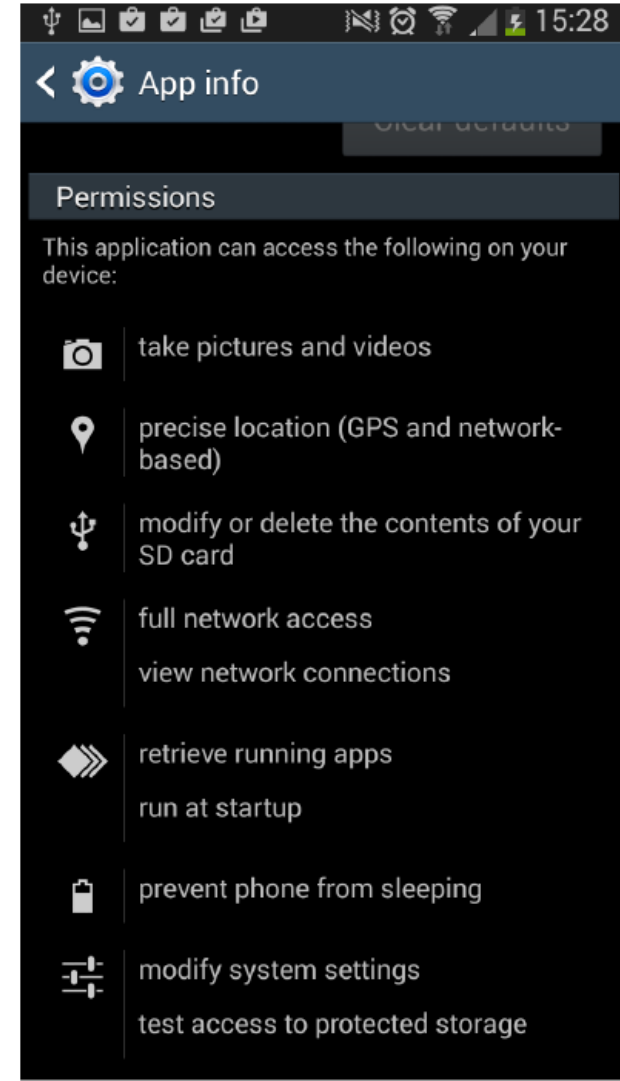 15:28
App info
Clear defaults
Permissions
This application can access the following on your
device:
take pictures and videos
precise location (GPS and network-
based)
modify or delete the contents of your
SD card
full network access
view network connections
retrieve running apps
run at startup
prevent phone from sleeping
modify system settings
test access to protected storage